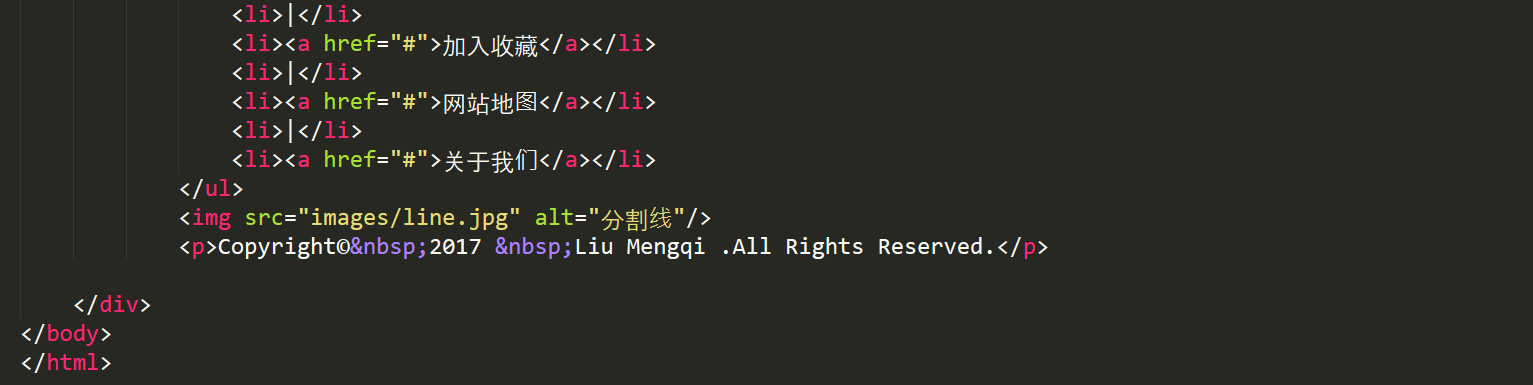 <li>|</li>
<li><a href="#">加入收藏</a></li>
<li>|</li>
<li><a href="#">网站地图</a></li>
<li>|</li>
<li><a href="#">关于我们</a></li>
</ul>
<img src="images/line.jpg" alt="分割线"/>
<p>Copyright©&nbsp;2017 &nbsp;Liu Mengqi .All Rights Reserved.</p>
</div>
</body>
</html>